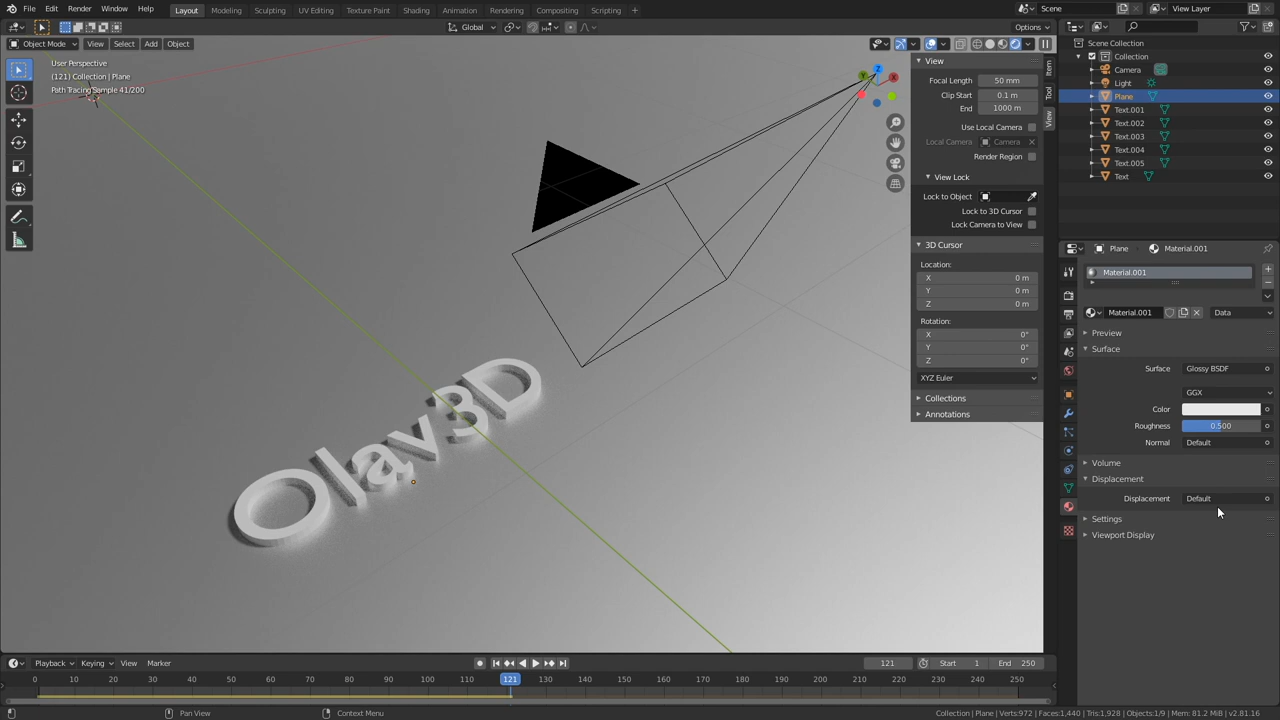 File Edit Render Window Help Layout Modeling Sculpting UV Editing Texture Paint Shading Animation Rendering Compositing Scripting + Scene View Layer
Global Options
Object Mode View Select Add Object
User Perspective
(121) Collection | Plane
Path Tracing Sample 41/200
Olav3D
View
Focal Length 50 mm
Clip Start 0.1 m
End 1000 m
Use Local Camera
Local Camera Camera
Render Region
View Lock
Lock to Object
Lock to 3D Cursor
Lock Camera to View
3D Cursor
Location:
X 0 m
Y 0 m
Z 0 m
Rotation:
X 0°
Y 0°
Z 0°
XYZ Euler
Collections
Annotations
Item
Tool
View
Scene Collection
Collection
Camera
Light
Plane
Text.001
Text.002
Text.003
Text.004
Text.005
Text
Plane Material.001
Material.001
Material.001 Data
Preview
Surface
Surface Glossy BSDF
GGX
Color
Roughness 0.500
Normal Default
Volume
Displacement
Displacement Default
Settings
Viewport Display
Playback Keying View Marker 121 Start 1 End 250
0 10 20 30 40 50 60 70 80 90 100 110 121 130 140 150 160 170 180 190 200 210 220 230 240 250
Pan View Context Menu Collection | Plane | Verts:972 | Faces:1,440 | Tris:1,928 | Objects:1/9 | Mem: 81.2 MiB | v2.81.16